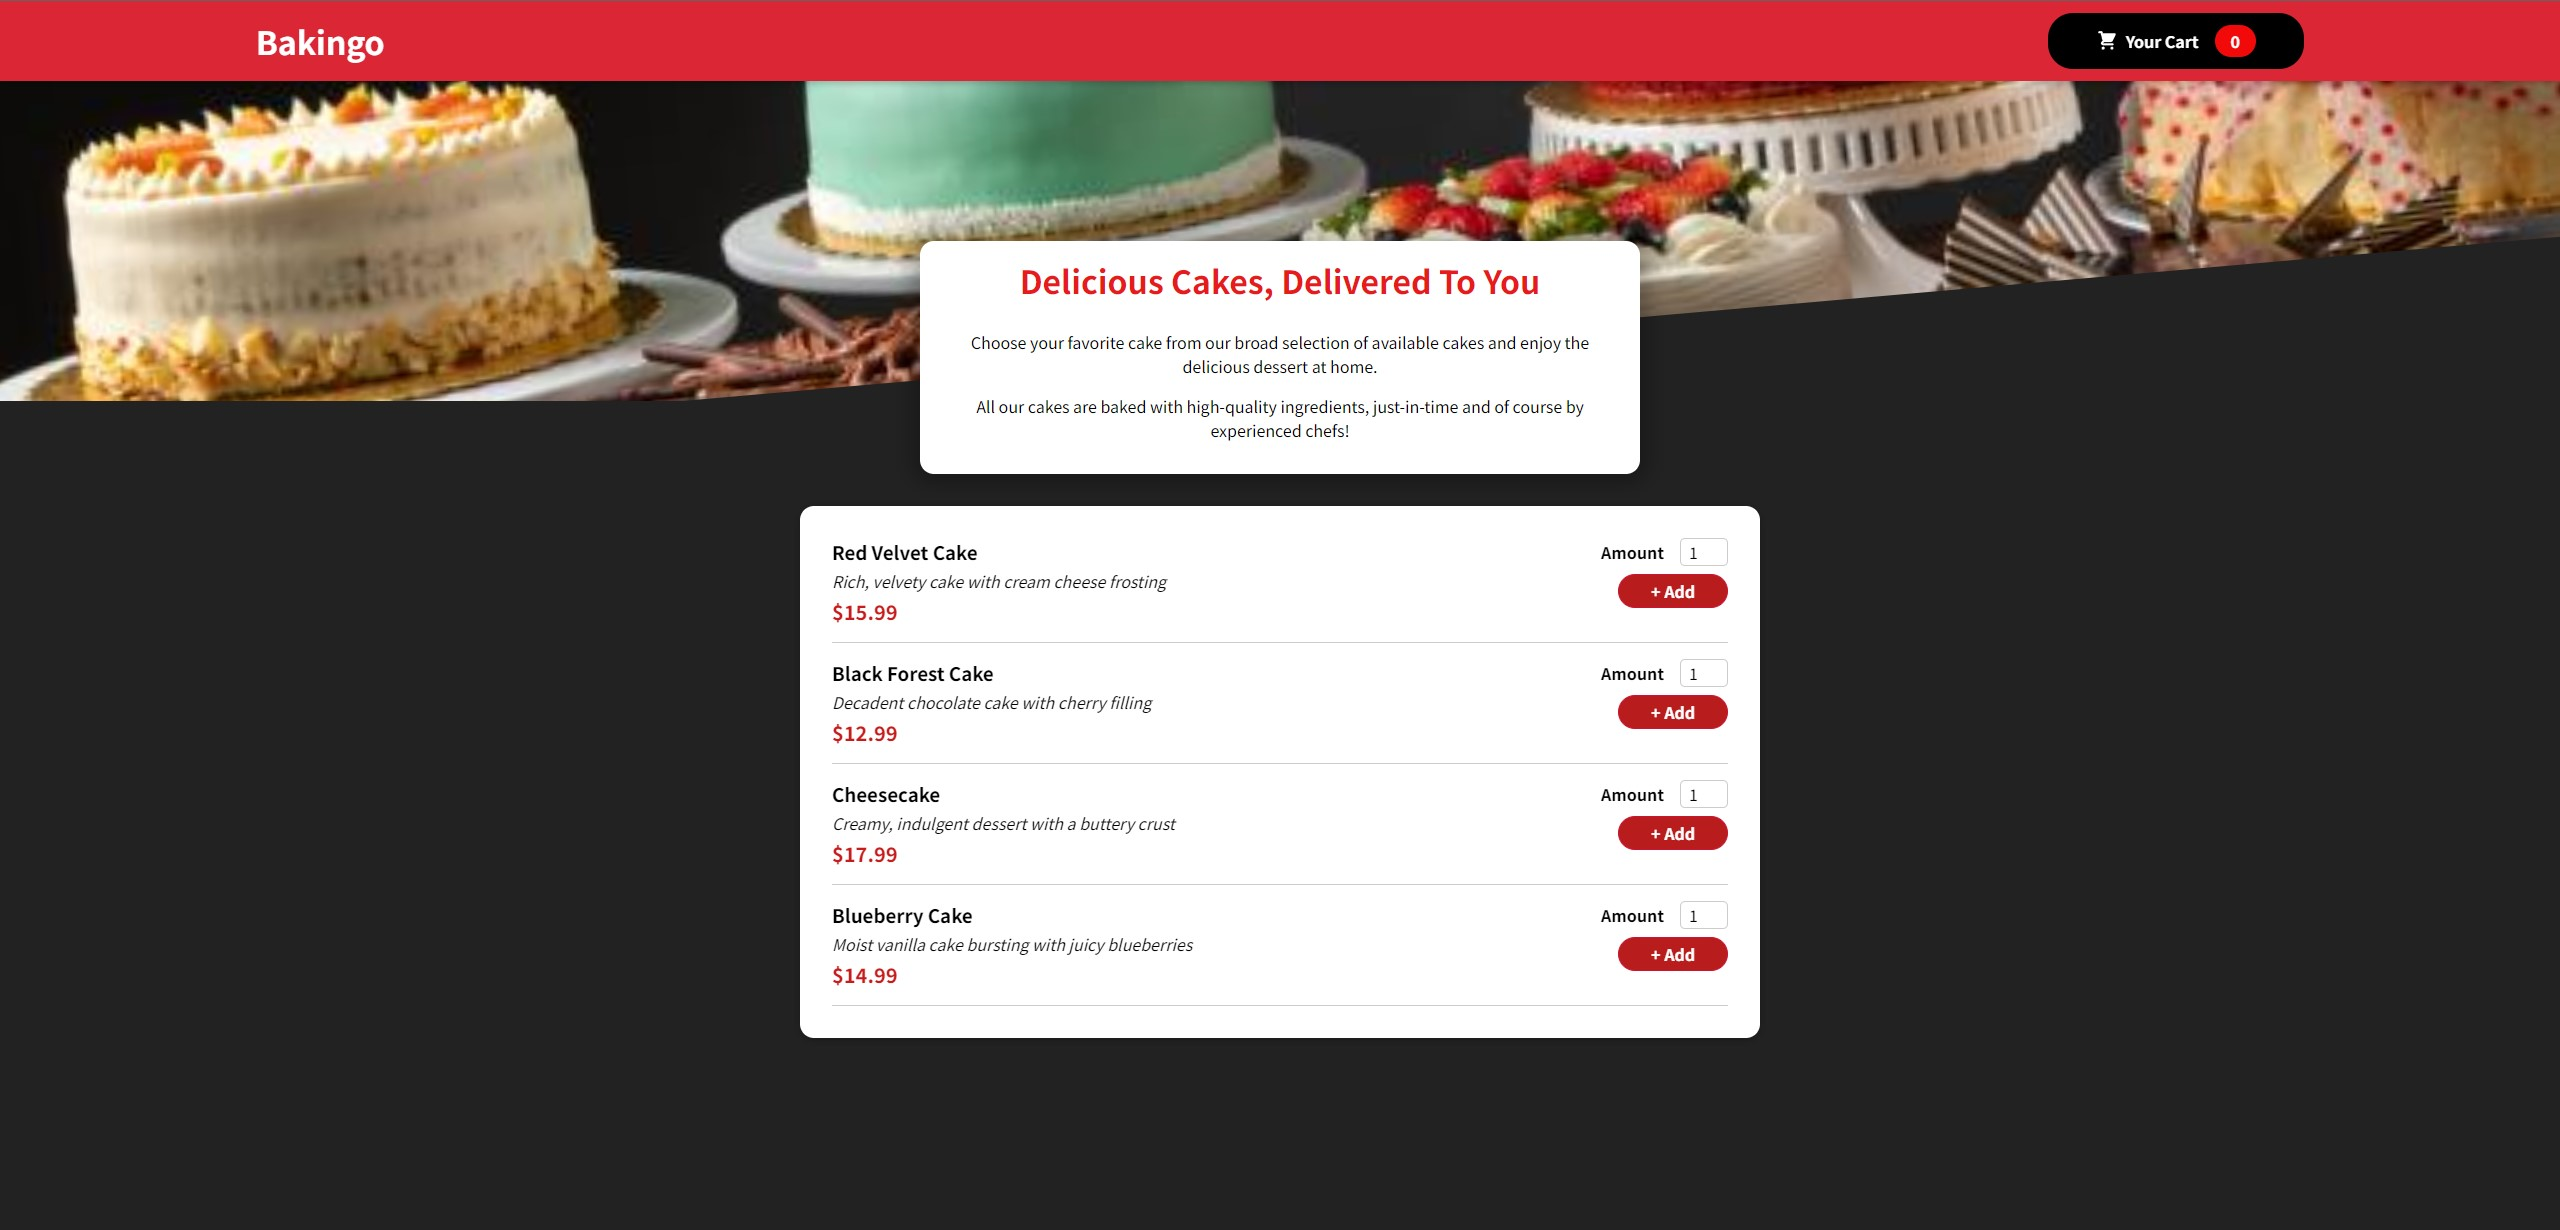 Bakingo
Your Cart 0
Delicious Cakes, Delivered To You
Choose your favorite cake from our broad selection of available cakes and enjoy the
delicious dessert at home.
All our cakes are baked with high-quality ingredients, just-in-time and of course by
experienced chefs!
Red Velvet Cake
Rich, velvety cake with cream cheese frosting
$15.99
Amount 1
+ Add
Black Forest Cake
Decadent chocolate cake with cherry filling
$12.99
Amount 1
+ Add
Cheesecake
Creamy, indulgent dessert with a buttery crust
$17.99
Amount 1
+ Add
Blueberry Cake
Moist vanilla cake bursting with juicy blueberries
$14.99
Amount 1
+ Add